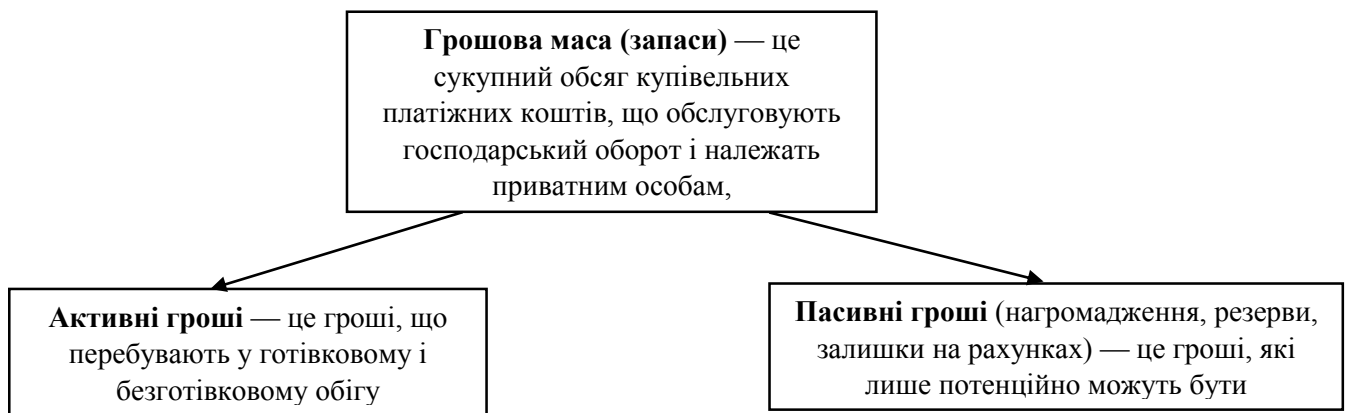 Грошова маса (запаси) — це
сукупний обсяг купівельних
платіжних коштів, що обслуговують
господарський оборот і належать
приватним особам,
Активні гроші — це гроші, що
перебувають у готівковому і
безготівковому обігу
Пасивні гроші (нагромадження, резерви,
залишки на рахунках) — це гроші, які
лише потенційно можуть бути